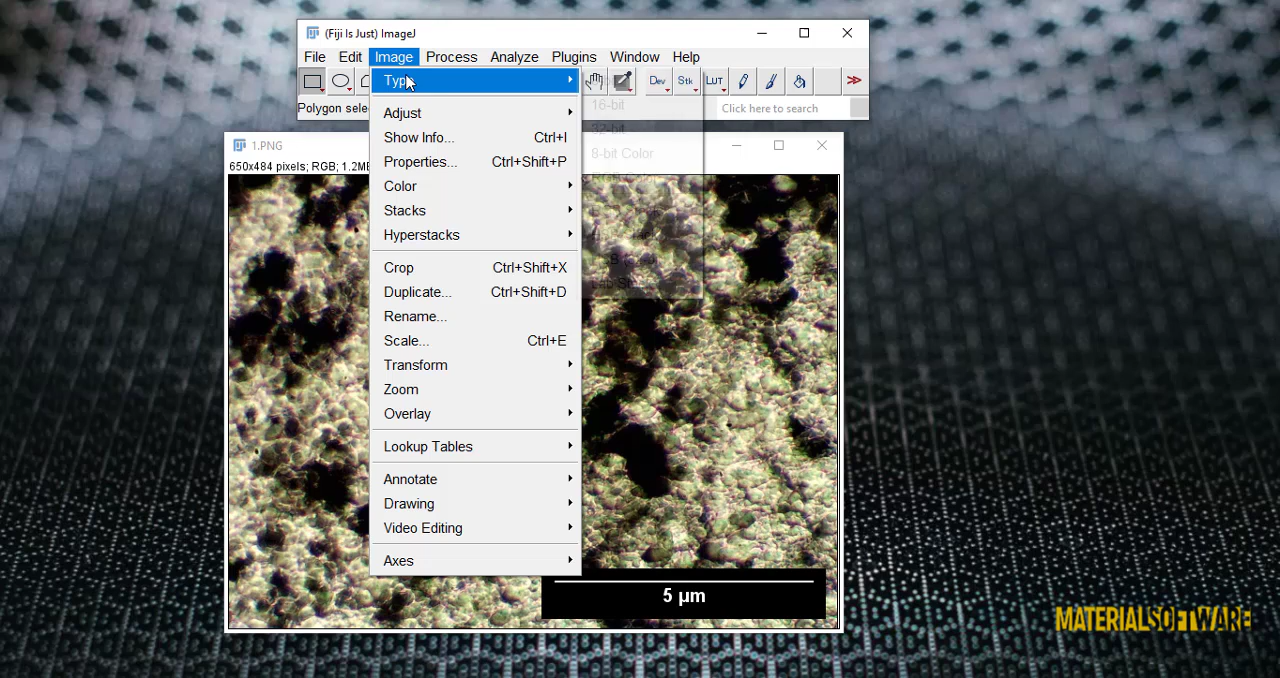 (Fiji Is Just) ImageJ
File Edit Image Process Analyze Plugins Window Help
Type
Dev Stk LUT
Polygon sele
Click here to search
16-bit
32-bit
8-bit Color
Adjust
Show Info... Ctrl+I
Properties... Ctrl+Shift+P
Color
Stacks
Hyperstacks
Crop Ctrl+Shift+X
Duplicate... Ctrl+Shift+D
Rename...
Scale... Ctrl+E
Transform
Zoom
Overlay
Lookup Tables
Annotate
Drawing
Video Editing
Axes
1.PNG
650x484 pixels; RGB; 1.2MB
5 µm
MATERIALSOFTWARE